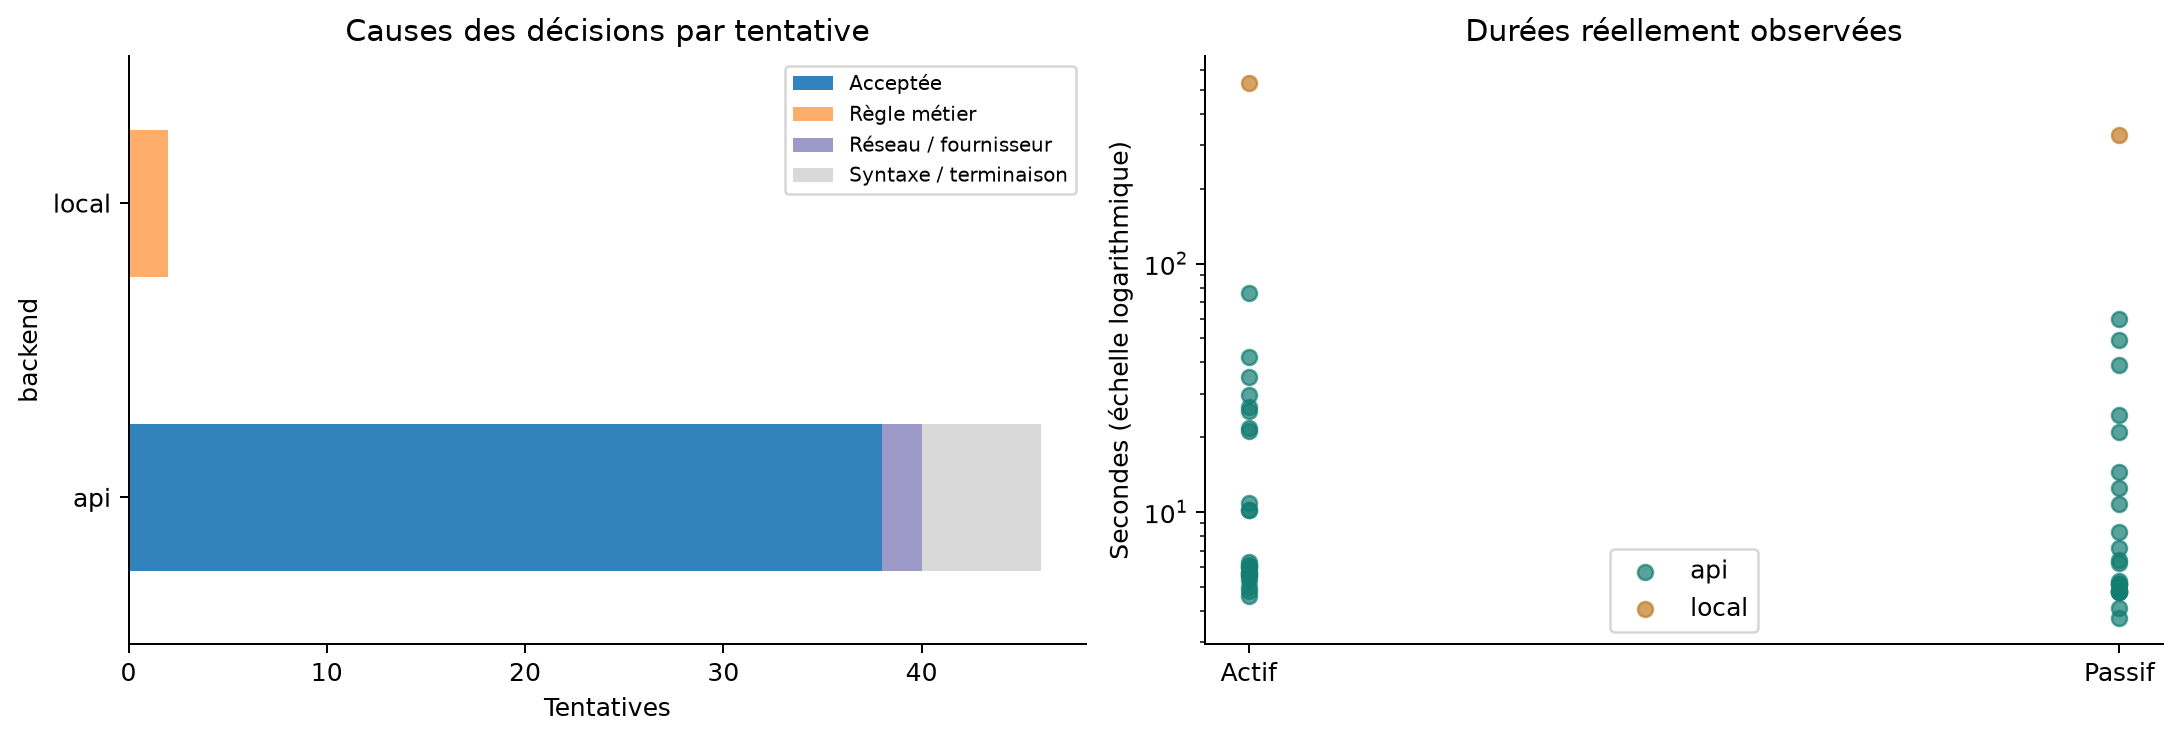 Causes des décisions par tentative
Acceptée
Règle métier
Réseau / fournisseur
Syntaxe / terminaison
local
api
backend
0 10 20 30 40
Tentatives
Durées réellement observées
Secondes (échelle logarithmique)
10²
10¹
api
local
Actif Passif